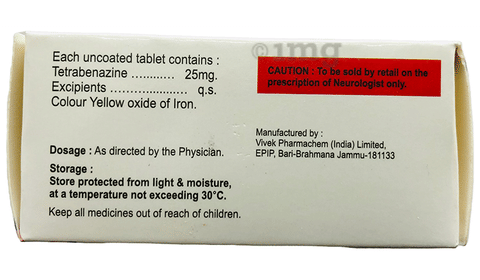 1mg
Each uncoated tablet contains :
Tetrabenazine .......... 25mg.
Excipients .................... q.s.
Colour Yellow oxide of Iron.
CAUTION : To be sold by retail on the
prescription of Neurologist only.
Dosage : As directed by the Physician.
Manufactured by :
Vivek Pharmachem (India) Limited,
EPIP, Bari-Brahmana Jammu-181133
Storage :
Store protected from light & moisture,
at a temperature not exceeding 30°C.
Keep all medicines out of reach of children.